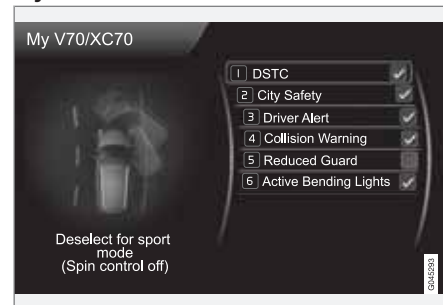 My V70/XC70
1 DSTC
2 City Safety
3 Driver Alert
4 Collision Warning
5 Reduced Guard
6 Active Bending Lights
Deselect for sport
mode
(Spin control off)
G045293